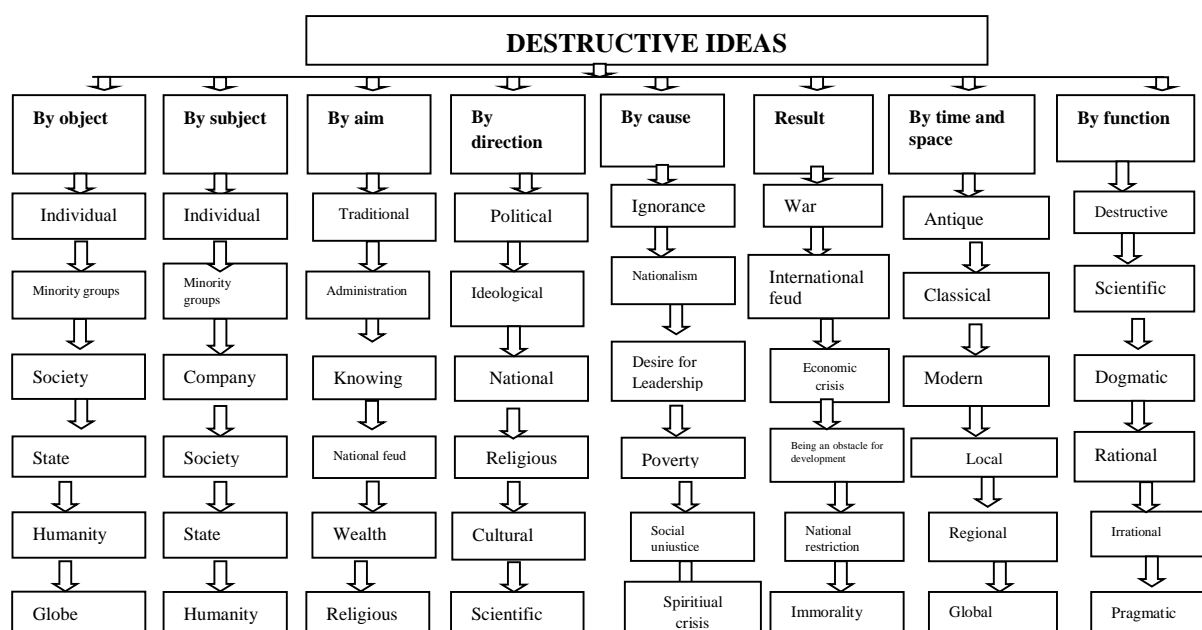 DESTRUCTIVE IDEAS
By object
By subject
By aim
By
direction
By cause
Result
By time and
space
By function
Individual
Individual
Traditional
Political
Ignorance
War
Antique
Destructive
Minority groups
Minority
groups
Administration
Ideological
Nationalism
International
feud
Classical
Scientific
Society
Company
Knowing
National
Desire for
Leadership
Economic
crisis
Modern
Dogmatic
State
Society
National feud
Religious
Poverty
Being an obstacle for
development
Local
Rational
Humanity
State
Wealth
Cultural
Social
uniustice
National
restriction
Regional
Irrational
Globe
Humanity
Religious
Scientific
Spiritiual
crisis
Immorality
Global
Pragmatic